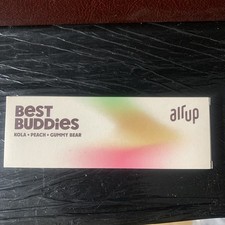 BEST
BUDDiES
KOLA + PEACH + GUMMY BEAR
air up